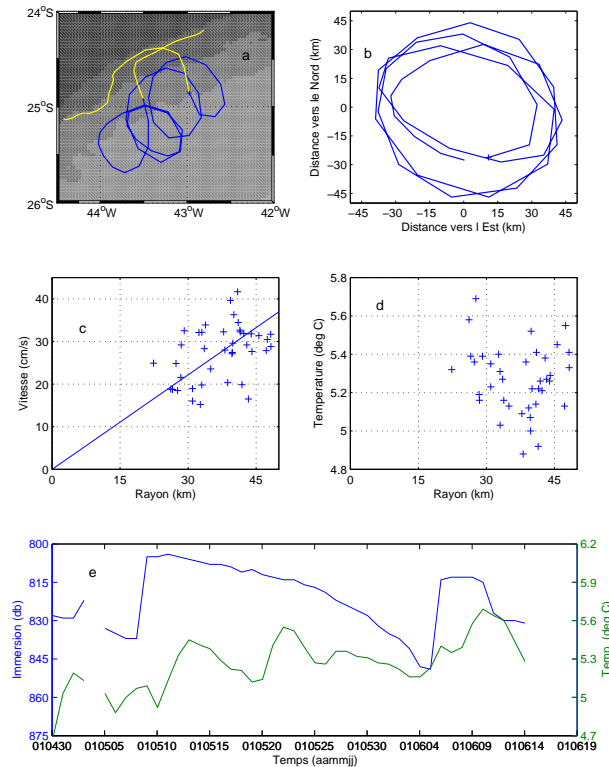 24°S
25°S
26°S
44°W
43°W
42°W
a
Distance vers le Nord (km)
45
30
15
0
−15
−30
−45
−45
−30
−15
0
15
30
45
Distance vers l Est (km)
b
Vitesse (cm/s)
40
30
20
10
0
0
15
30
45
Rayon (km)
c
Temperature (deg C)
5.8
5.6
5.4
5.2
5
4.8
0
15
30
45
Rayon (km)
d
Immersion (db)
800
815
830
845
860
875
e
6.2
5.9
5.6
5.3
5
4.7
Temp. (deg C)
010430
010505
010510
010515
010520
010525
010530
010604
010609
010614
010619
Temps (aammjj)